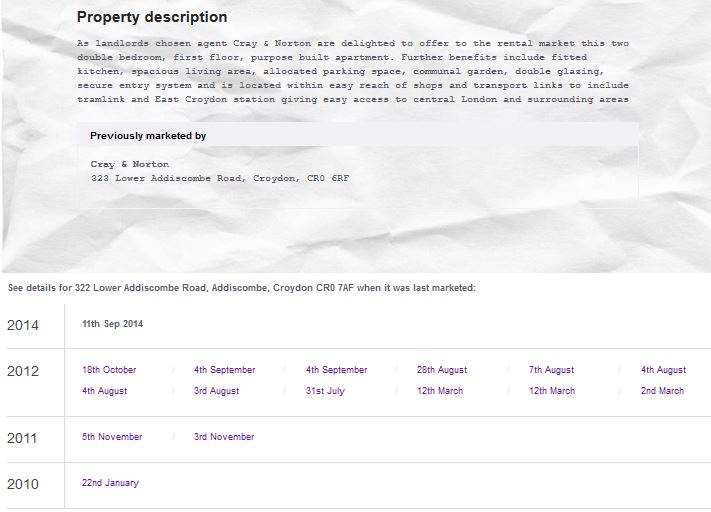 Property description
As landlords chosen agent Cray & Norton are delighted to offer to the rental market this two
double bedroom, first floor, purpose built apartment. Further benefits include fitted
kitchen, spacious living area, allocated parking space, communal garden, double glazing,
secure entry system and is located within easy reach of shops and transport links to include
tramlink and East Croydon station giving easy access to central London and surrounding areas
Previously marketed by
Cray & Norton
323 Lower Addiscombe Road, Croydon, CR0 6RF
See details for 322 Lower Addiscombe Road, Addiscombe, Croydon CR0 7AF when it was last marketed:
2014 11th Sep 2014
2012 18th October / 4th September / 4th September / 28th August / 7th August / 4th August
4th August / 3rd August / 31st July / 12th March / 12th March / 2nd March
2011 5th November / 3rd November
2010 22nd January